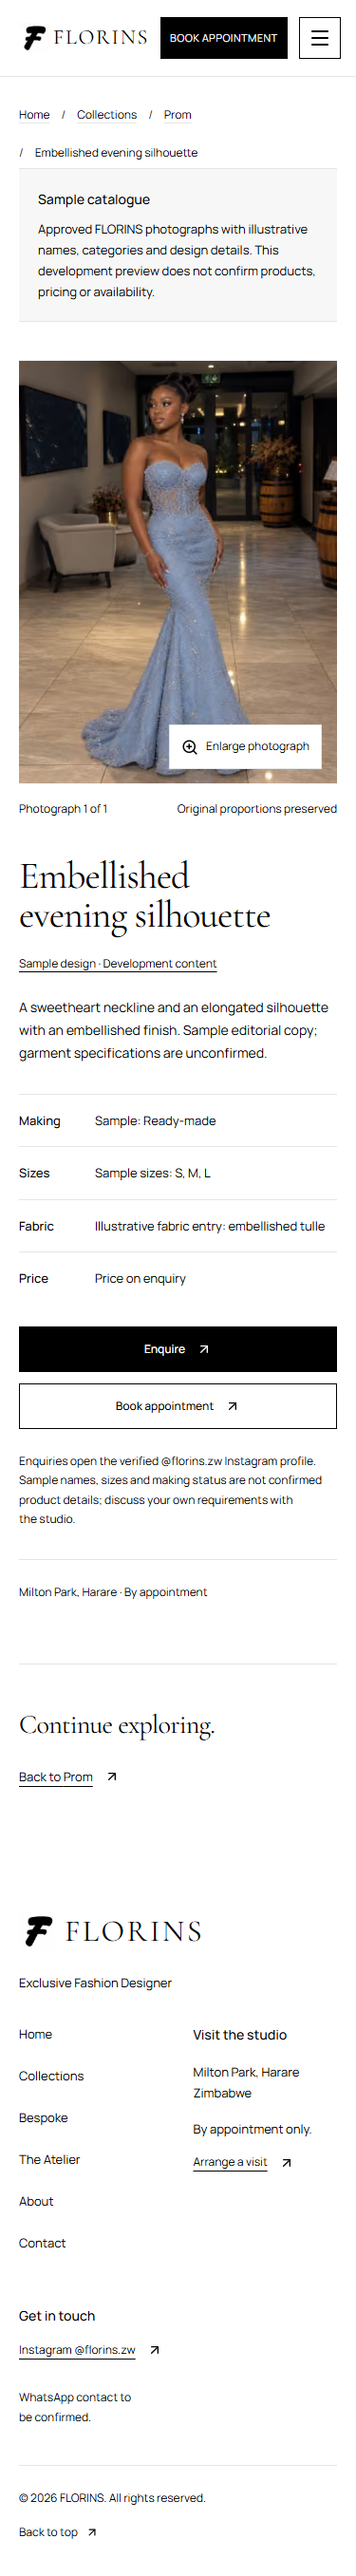 FLORINS
BOOK APPOINTMENT
Home / Collections / Prom
/ Embellished evening silhouette
Sample catalogue
Approved FLORINS photographs with illustrative
names, categories and design details. This
development preview does not confirm products,
pricing or availability.
Enlarge photograph
Photograph 1 of 1
Original proportions preserved
Embellished
evening silhouette
Sample design · Development content
A sweetheart neckline and an elongated silhouette
with an embellished finish. Sample editorial copy;
garment specifications are unconfirmed.
Making Sample: Ready-made
Sizes Sample sizes: S, M, L
Fabric Illustrative fabric entry: embellished tulle
Price Price on enquiry
Enquire
Book appointment
Enquiries open the verified @florins.zw Instagram profile.
Sample names, sizes and making status are not confirmed
product details; discuss your own requirements with
the studio.
Milton Park, Harare · By appointment
Continue exploring.
Back to Prom
FLORINS
Exclusive Fashion Designer
Home
Collections
Bespoke
The Atelier
About
Contact
Visit the studio
Milton Park, Harare
Zimbabwe
By appointment only.
Arrange a visit
Get in touch
Instagram @florins.zw
WhatsApp contact to
be confirmed.
© 2026 FLORINS. All rights reserved.
Back to top